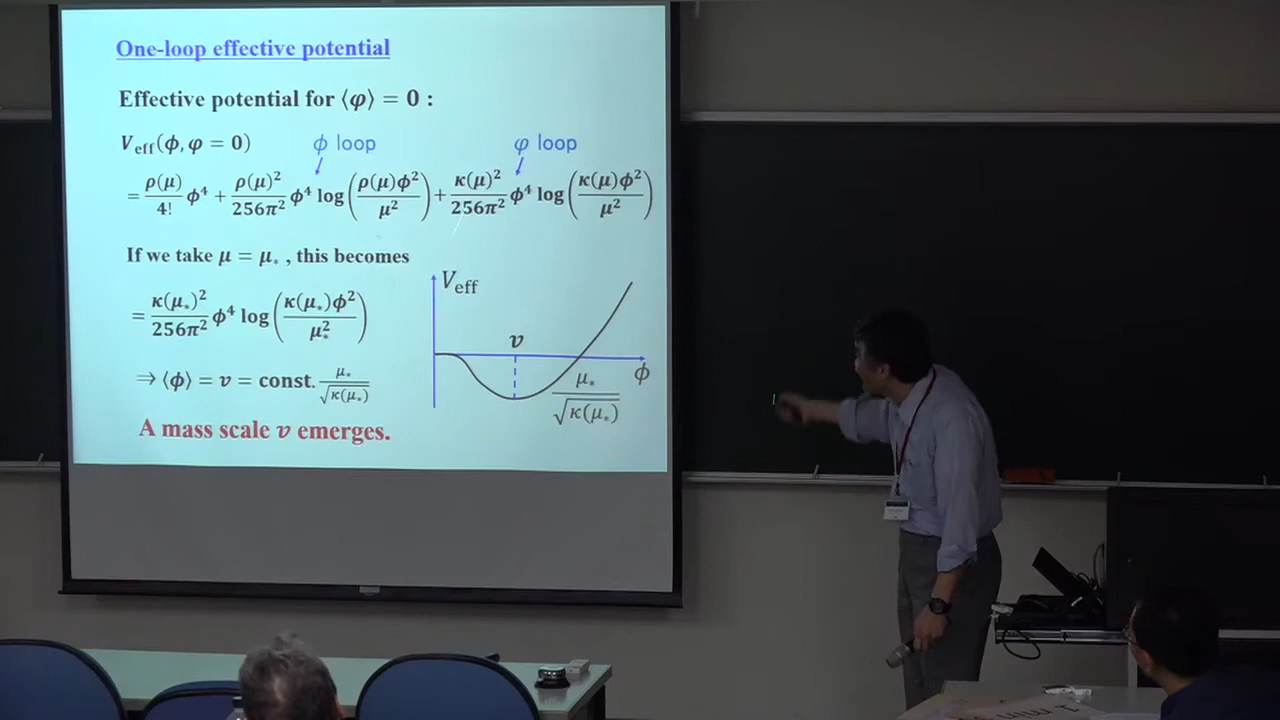 One-loop effective potential
Effective potential for ⟨φ⟩ = 0 :
V_eff(ϕ, φ = 0)
ϕ loop
φ loop
= ρ(μ)/4! ϕ⁴ + ρ(μ)²/256π² ϕ⁴ log(ρ(μ)ϕ²/μ²) + κ(μ)²/256π² ϕ⁴ log(κ(μ)ϕ²/μ²)
If we take μ = μ* , this becomes
= κ(μ*)²/256π² ϕ⁴ log(κ(μ*)ϕ²/μ*²)
⇒ ⟨ϕ⟩ = v = const. μ*/√κ(μ*)
A mass scale v emerges.
V_eff
v
ϕ
μ*/√κ(μ*)
1 min